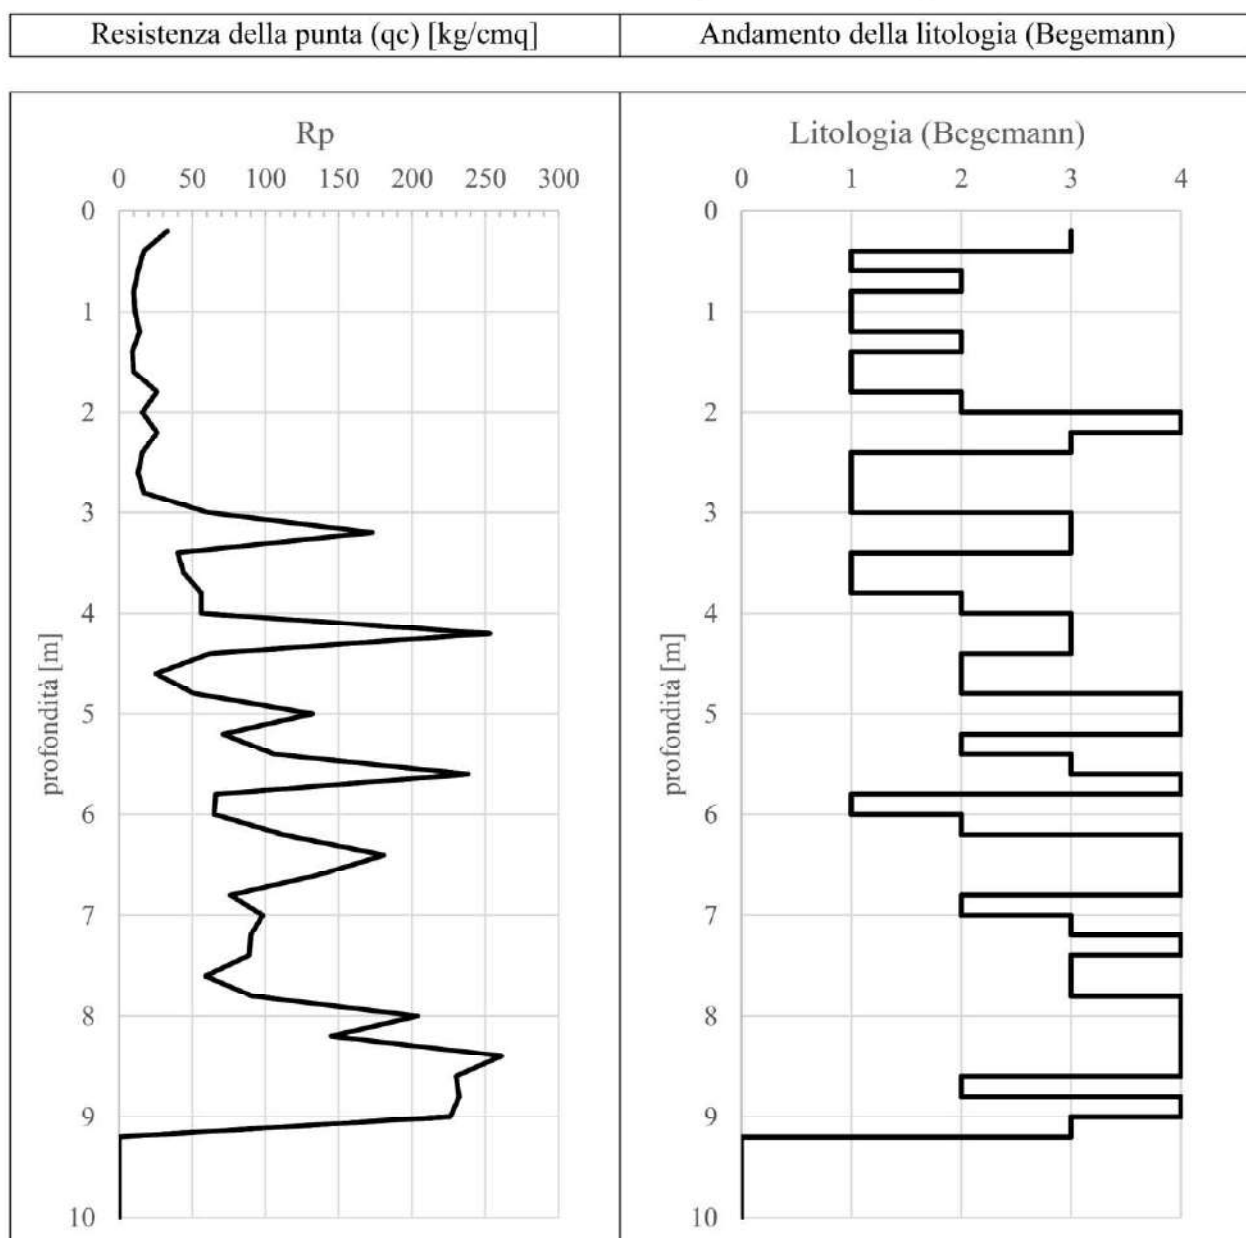 Resistenza della punta (qc) [kg/cmq]
Andamento della litologia (Begemann)
Rp
0 50 100 150 200 250 300
0
1
2
3
4
5
6
7
8
9
10
profondità [m]
Litologia (Begemann)
0 1 2 3 4
0
1
2
3
4
5
6
7
8
9
10
profondità [m]